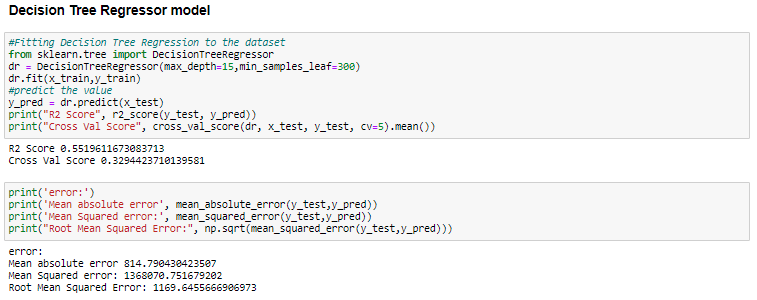 Decision Tree Regressor model
#Fitting Decision Tree Regression to the dataset
from sklearn.tree import DecisionTreeRegressor
dr = DecisionTreeRegressor(max_depth=15,min_samples_leaf=300)
dr.fit(x_train,y_train)
#predict the value
y_pred = dr.predict(x_test)
print("R2 Score", r2_score(y_test, y_pred))
print("Cross Val Score", cross_val_score(dr, x_test, y_test, cv=5).mean())
R2 Score 0.5519611673083713
Cross Val Score 0.3294423710139581
print('error:')
print('Mean absolute error', mean_absolute_error(y_test,y_pred))
print('Mean Squared error:', mean_squared_error(y_test,y_pred))
print("Root Mean Squared Error:", np.sqrt(mean_squared_error(y_test,y_pred)))
error:
Mean absolute error 814.790430423507
Mean Squared error: 1368070.751679202
Root Mean Squared Error: 1169.6455666906973